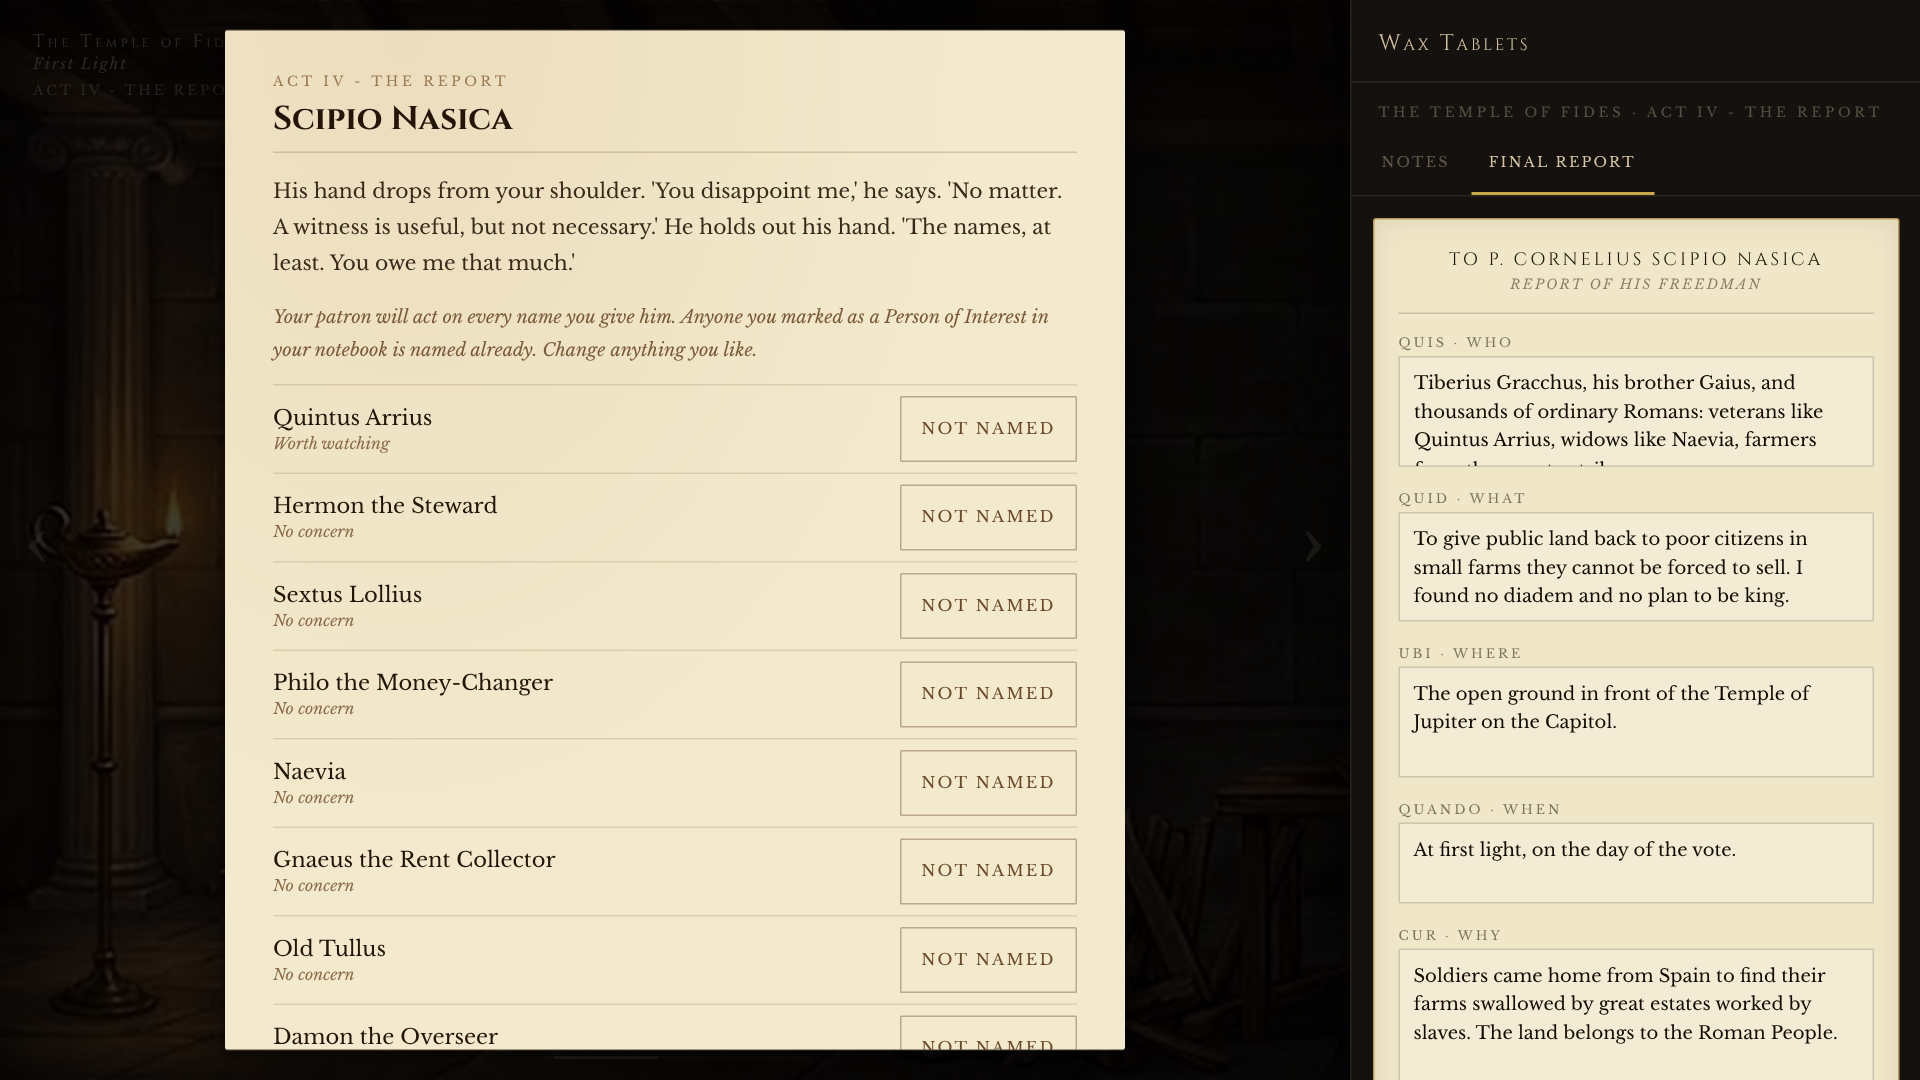 The Temple of Fid
First Light
ACT IV - THE REPO
ACT IV - THE REPORT
Scipio Nasica
His hand drops from your shoulder. 'You disappoint me,' he says. 'No matter.
A witness is useful, but not necessary.' He holds out his hand. 'The names, at
least. You owe me that much.'
Your patron will act on every name you give him. Anyone you marked as a Person of Interest in
your notebook is named already. Change anything you like.
Quintus Arrius
Worth watching
NOT NAMED
Hermon the Steward
No concern
NOT NAMED
Sextus Lollius
No concern
NOT NAMED
Philo the Money-Changer
No concern
NOT NAMED
Naevia
No concern
NOT NAMED
Gnaeus the Rent Collector
No concern
NOT NAMED
Old Tullus
No concern
NOT NAMED
Damon the Overseer
NOT NAMED
Wax Tablets
THE TEMPLE OF FIDES · ACT IV - THE REPORT
NOTES
FINAL REPORT
TO P. CORNELIUS SCIPIO NASICA
REPORT OF HIS FREEDMAN
QUIS · WHO
Tiberius Gracchus, his brother Gaius, and
thousands of ordinary Romans: veterans like
Quintus Arrius, widows like Naevia, farmers
QUID · WHAT
To give public land back to poor citizens in
small farms they cannot be forced to sell. I
found no diadem and no plan to be king.
UBI · WHERE
The open ground in front of the Temple of
Jupiter on the Capitol.
QUANDO · WHEN
At first light, on the day of the vote.
CUR · WHY
Soldiers came home from Spain to find their
farms swallowed by great estates worked by
slaves. The land belongs to the Roman People.